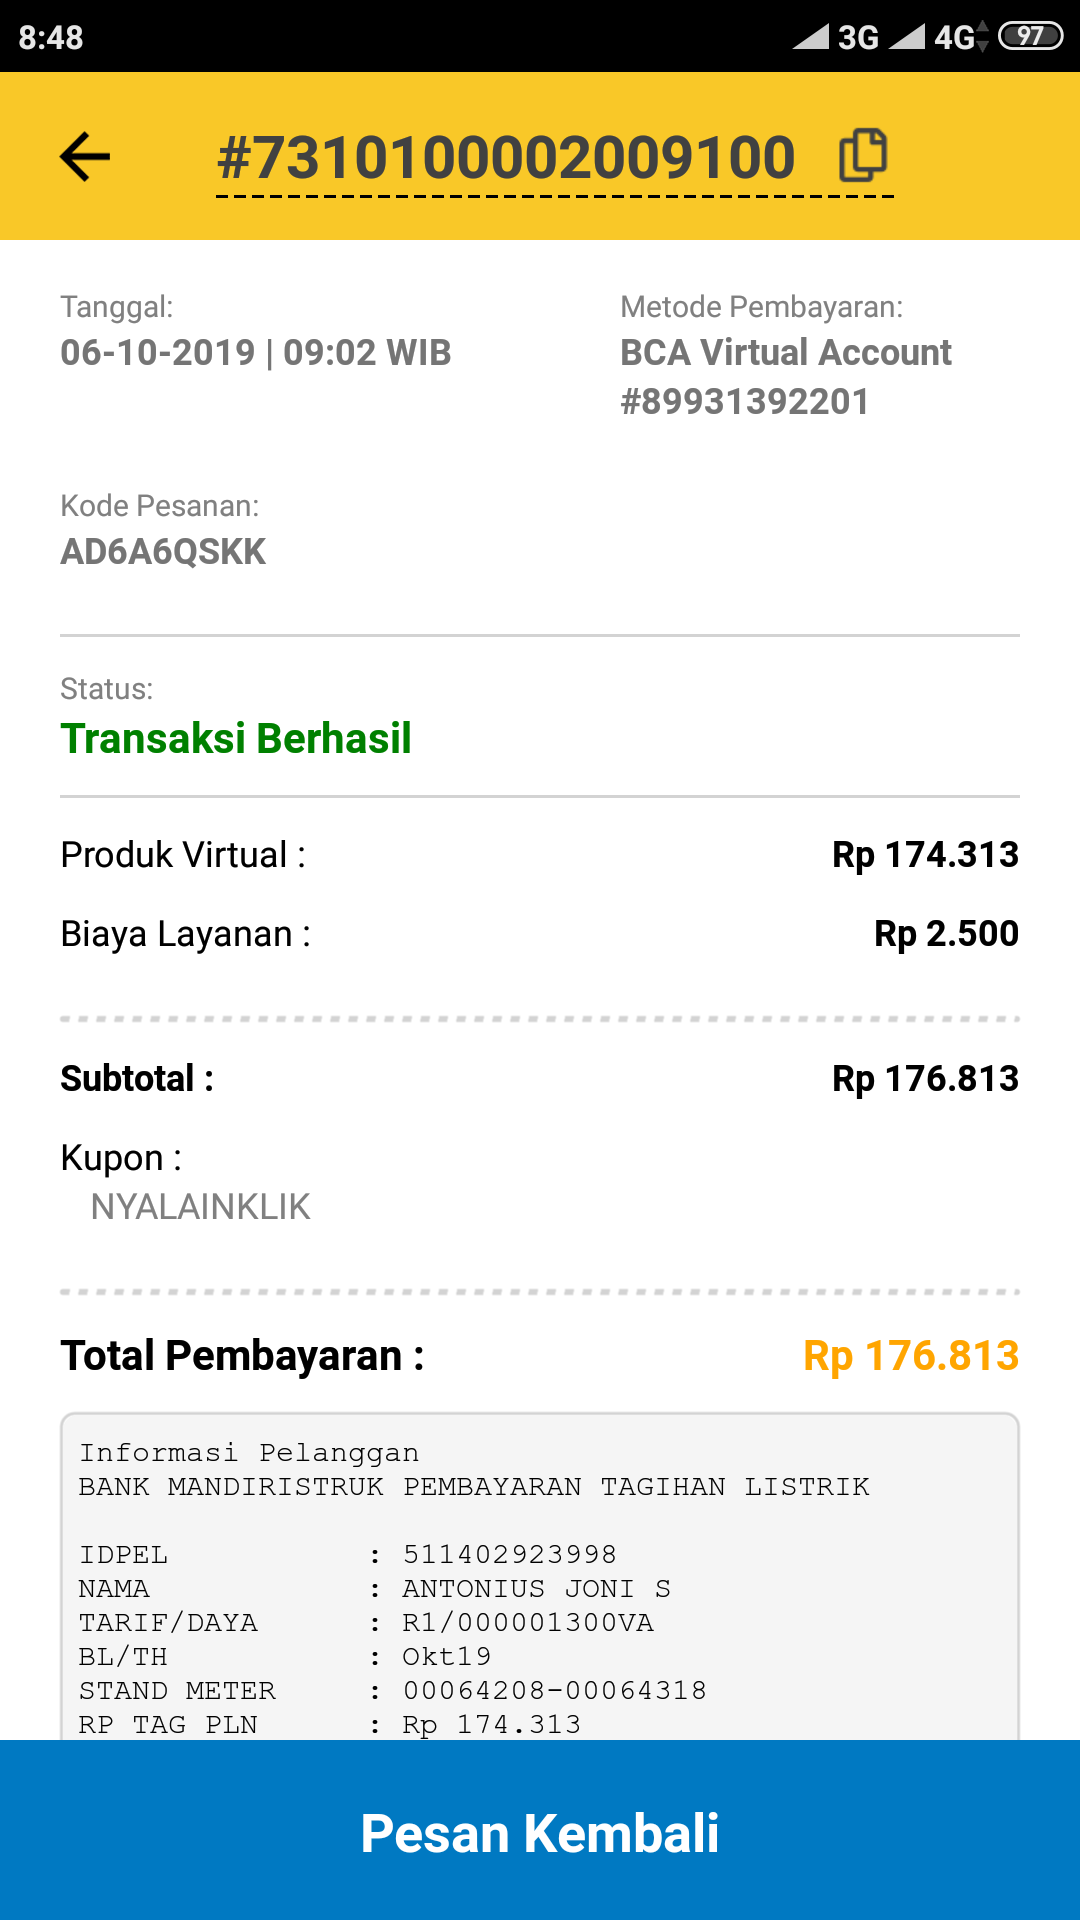 8:48 3G 4G 97
#7310100002009100
Tanggal:
06-10-2019 | 09:02 WIB
Metode Pembayaran:
BCA Virtual Account
#89931392201
Kode Pesanan:
AD6A6QSKK
Status:
Transaksi Berhasil
Produk Virtual : Rp 174.313
Biaya Layanan : Rp 2.500
Subtotal : Rp 176.813
Kupon :
NYALAINKLIK
Total Pembayaran : Rp 176.813
Informasi Pelanggan
BANK MANDIRISTRUK PEMBAYARAN TAGIHAN LISTRIK
IDPEL : 511402923998
NAMA : ANTONIUS JONI S
TARIF/DAYA : R1/000001300VA
BL/TH : Okt19
STAND METER : 00064208-00064318
RP TAG PLN : Rp 174.313
Pesan Kembali